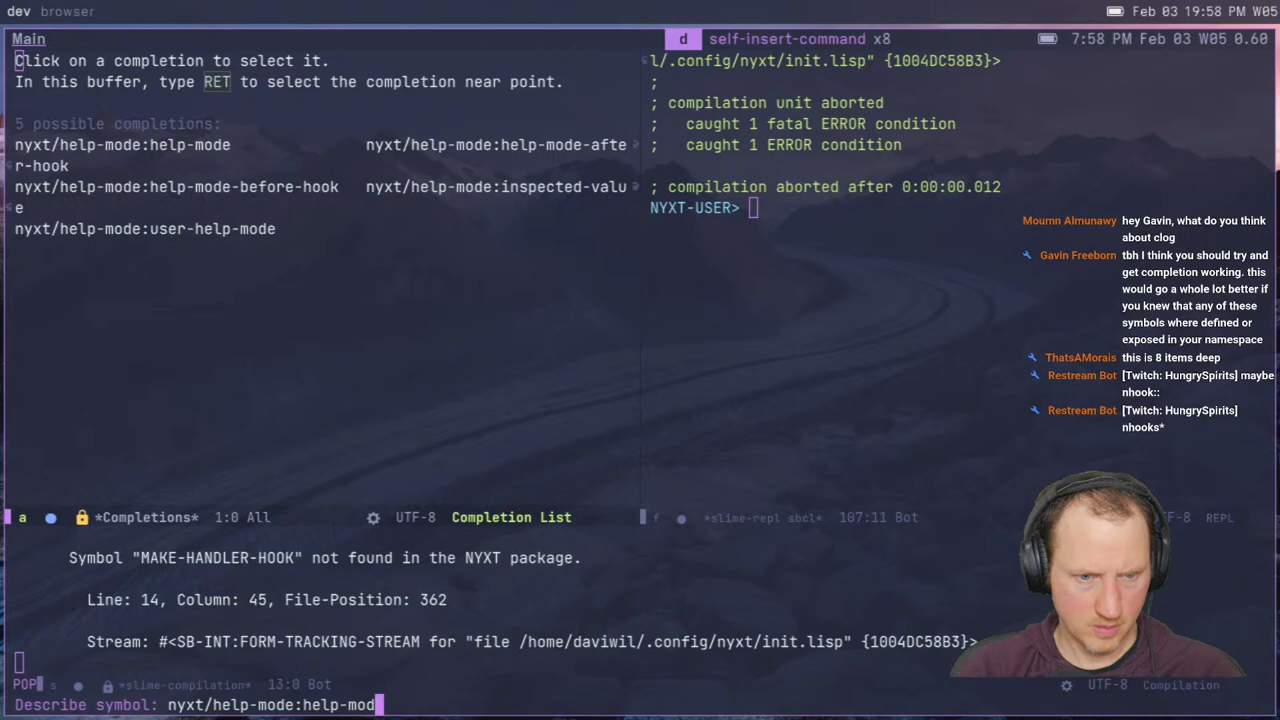 dev browser
Feb 03 19:58 PM W05
Main
d self-insert-command x8
7:58 PM Feb 03 W05 0.60
Click on a completion to select it.
In this buffer, type RET to select the completion near point.
5 possible completions:
nyxt/help-mode:help-mode nyxt/help-mode:help-mode-afte
r-hook
nyxt/help-mode:help-mode-before-hook nyxt/help-mode:inspected-valu
e
nyxt/help-mode:user-help-mode
l/.config/nyxt/init.lisp" {1004DC58B3}>
;
; compilation unit aborted
;   caught 1 fatal ERROR condition
;   caught 1 ERROR condition
; compilation aborted after 0:00:00.012
NYXT-USER>
Moumn Almunawy hey Gavin, what do you think
about clog
Gavin Freeborn tbh I think you should try and
get completion working. this
would go a whole lot better if
you knew that any of these
symbols where defined or
exposed in your namespace
ThatsAMorais this is 8 items deep
Restream Bot [Twitch: HungrySpirits] maybe
nhook::
Restream Bot [Twitch: HungrySpirits]
nhooks*
a *Completions* 1:0 All UTF-8 Completion List
f *slime-repl sbcl* 107:11 Bot UTF-8 REPL
Symbol "MAKE-HANDLER-HOOK" not found in the NYXT package.
Line: 14, Column: 45, File-Position: 362
Stream: #<SB-INT:FORM-TRACKING-STREAM for "file /home/daviwil/.config/nyxt/init.lisp" {1004DC58B3}>
POP s *slime-compilation* 13:0 Bot UTF-8 Compilation
Describe symbol: nyxt/help-mode:help-mod